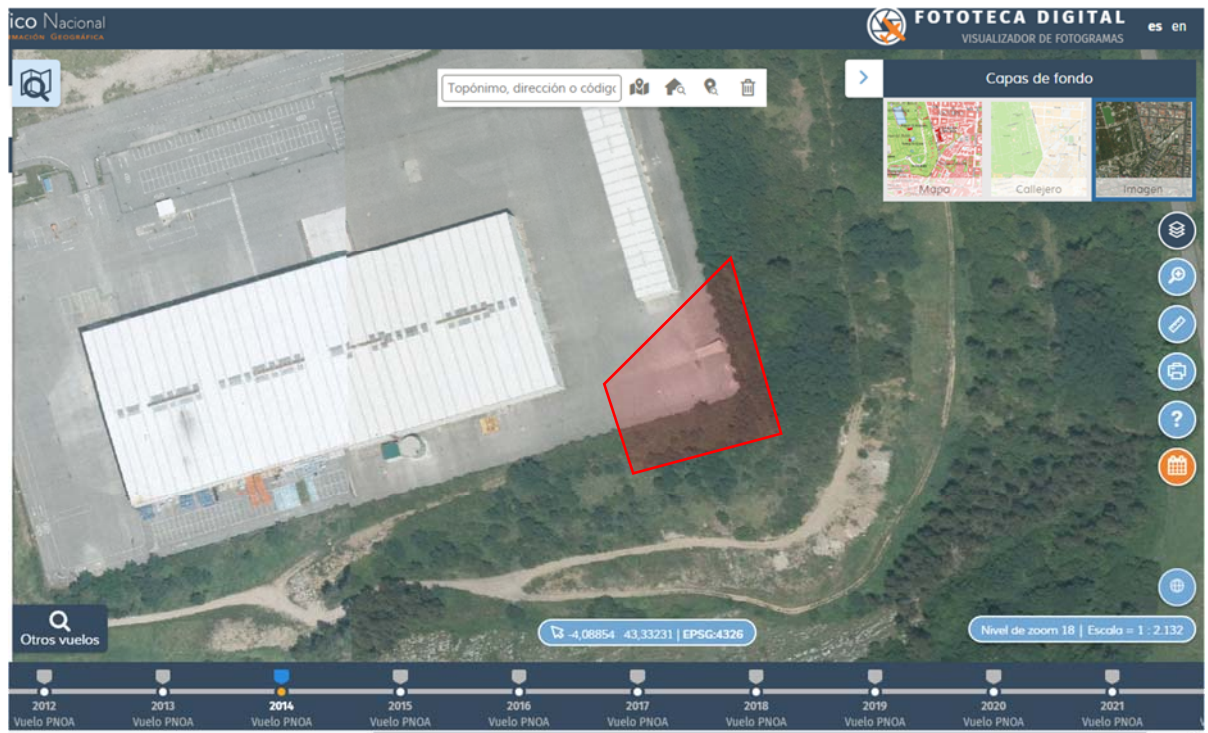 ico Nacional
ORMACIÓN GEOGRÁFICA
FOTOTECA DIGITAL
VISUALIZADOR DE FOTOGRAMAS
es en
Topónimo, dirección o código
Capas de fondo
Mapa Callejero Imagen
?
Otros vuelos
-4,08854 43,33231 | EPSG:4326
Nivel de zoom 18 | Escala = 1 : 2.132
2012 2013 2014 2015 2016 2017 2018 2019 2020 2021
Vuelo PNOA Vuelo PNOA Vuelo PNOA Vuelo PNOA Vuelo PNOA Vuelo PNOA Vuelo PNOA Vuelo PNOA Vuelo PNOA Vuelo PNOA